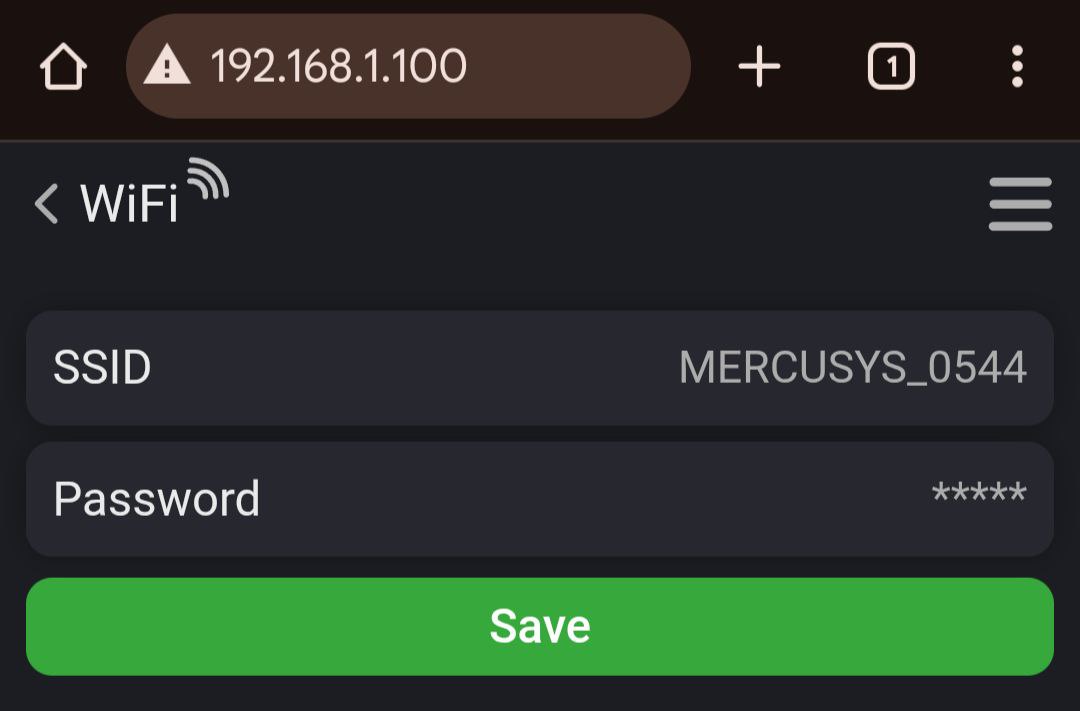 192.168.1.100
1
WiFi
SSID MERCUSYS_0544
Password *****
Save